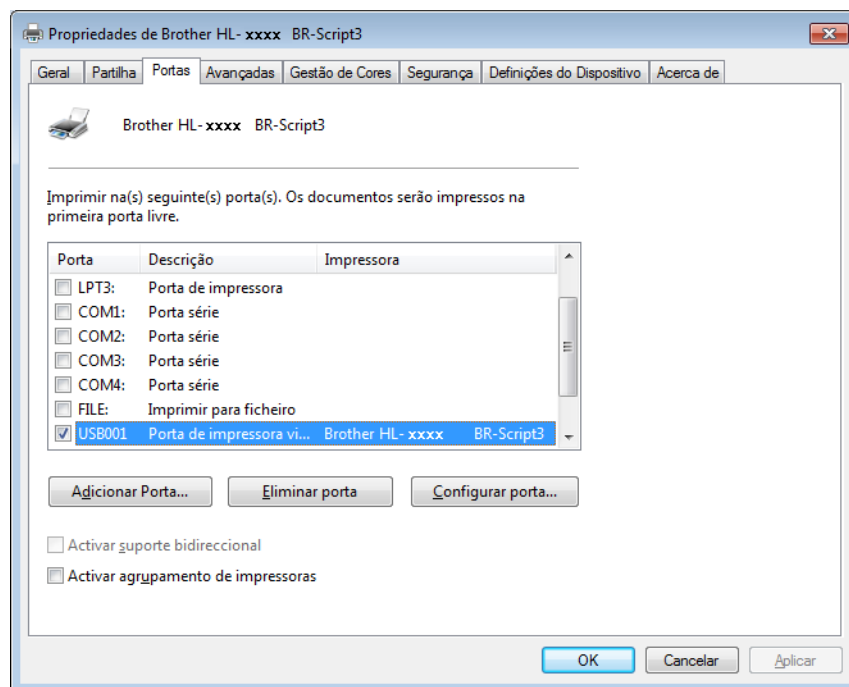 Propriedades de Brother HL- xxxx BR-Script3
Geral Partilha Portas Avançadas Gestão de Cores Segurança Definições do Dispositivo Acerca de
Brother HL- xxxx BR-Script3
Imprimir na(s) seguinte(s) porta(s). Os documentos serão impressos na
primeira porta livre.
Porta Descrição Impressora
LPT3: Porta de impressora
COM1: Porta série
COM2: Porta série
COM3: Porta série
COM4: Porta série
FILE: Imprimir para ficheiro
USB001 Porta de impressora vi... Brother HL- xxxx BR-Script3
Adicionar Porta... Eliminar porta Configurar porta...
Activar suporte bidireccional
Activar agrupamento de impressoras
OK Cancelar Aplicar